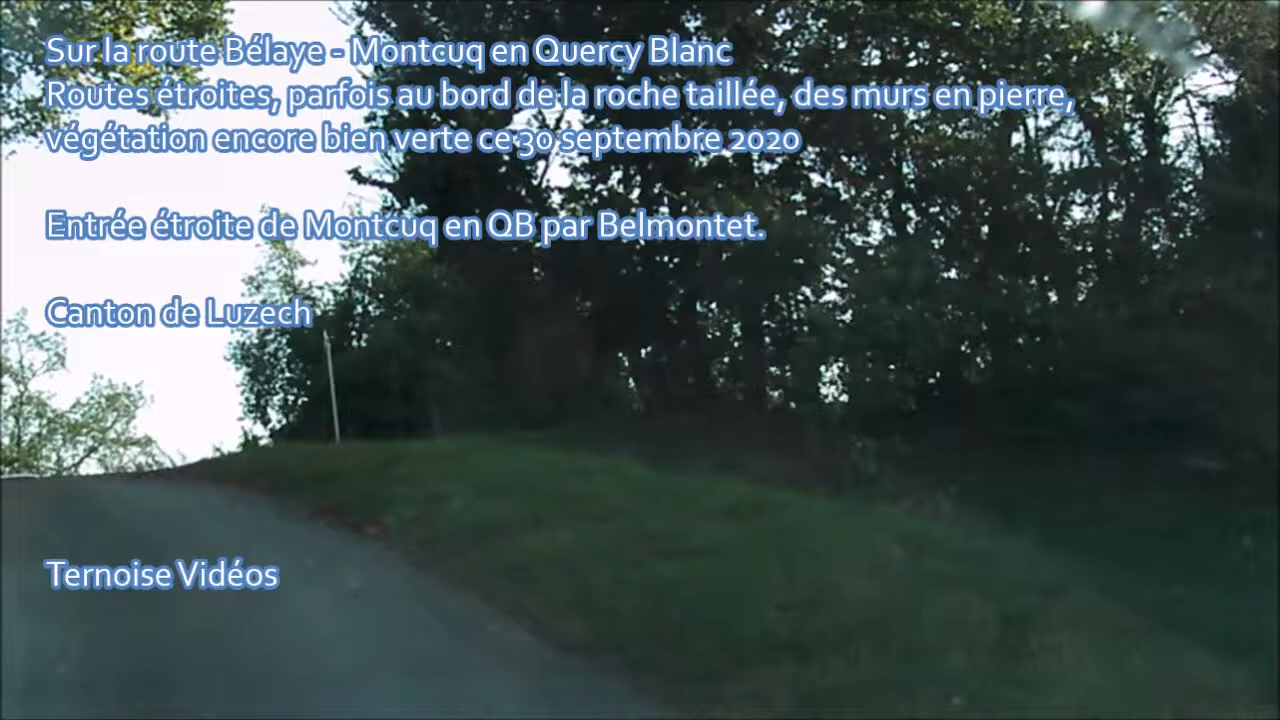 Sur la route Bélaye - Montcuq en Quercy Blanc
Routes étroites, parfois au bord de la roche taillée, des murs en pierre,
végétation encore bien verte ce 30 septembre 2020
Entrée étroite de Montcuq en QB par Belmontet.
Canton de Luzech
Ternoise Vidéos